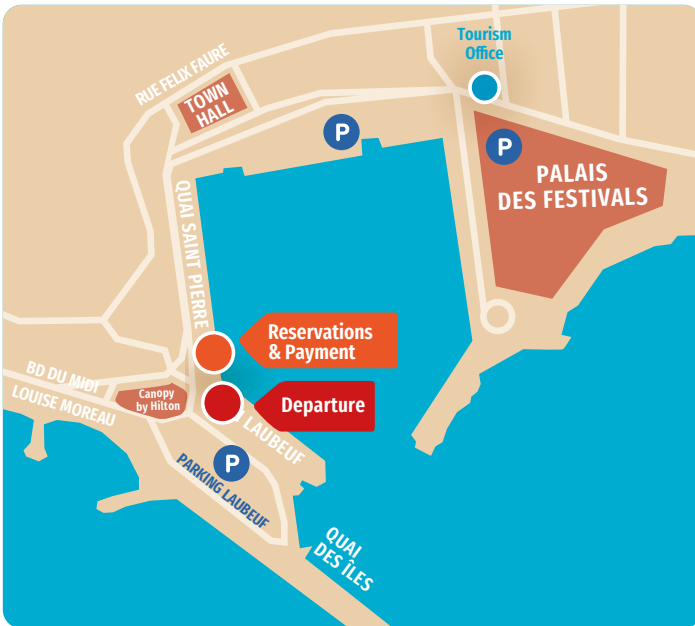 Tourism
Office
RUE FELIX FAURE
TOWN
HALL
P
P
PALAIS
DES FESTIVALS
QUAI SAINT PIERRE
Reservations
& Payment
BD DU MIDI
LOUISE MOREAU
Canopy
by Hilton
Departure
LAUBEUF
P
PARKING LAUBEUF
QUAI
DES ÎLES